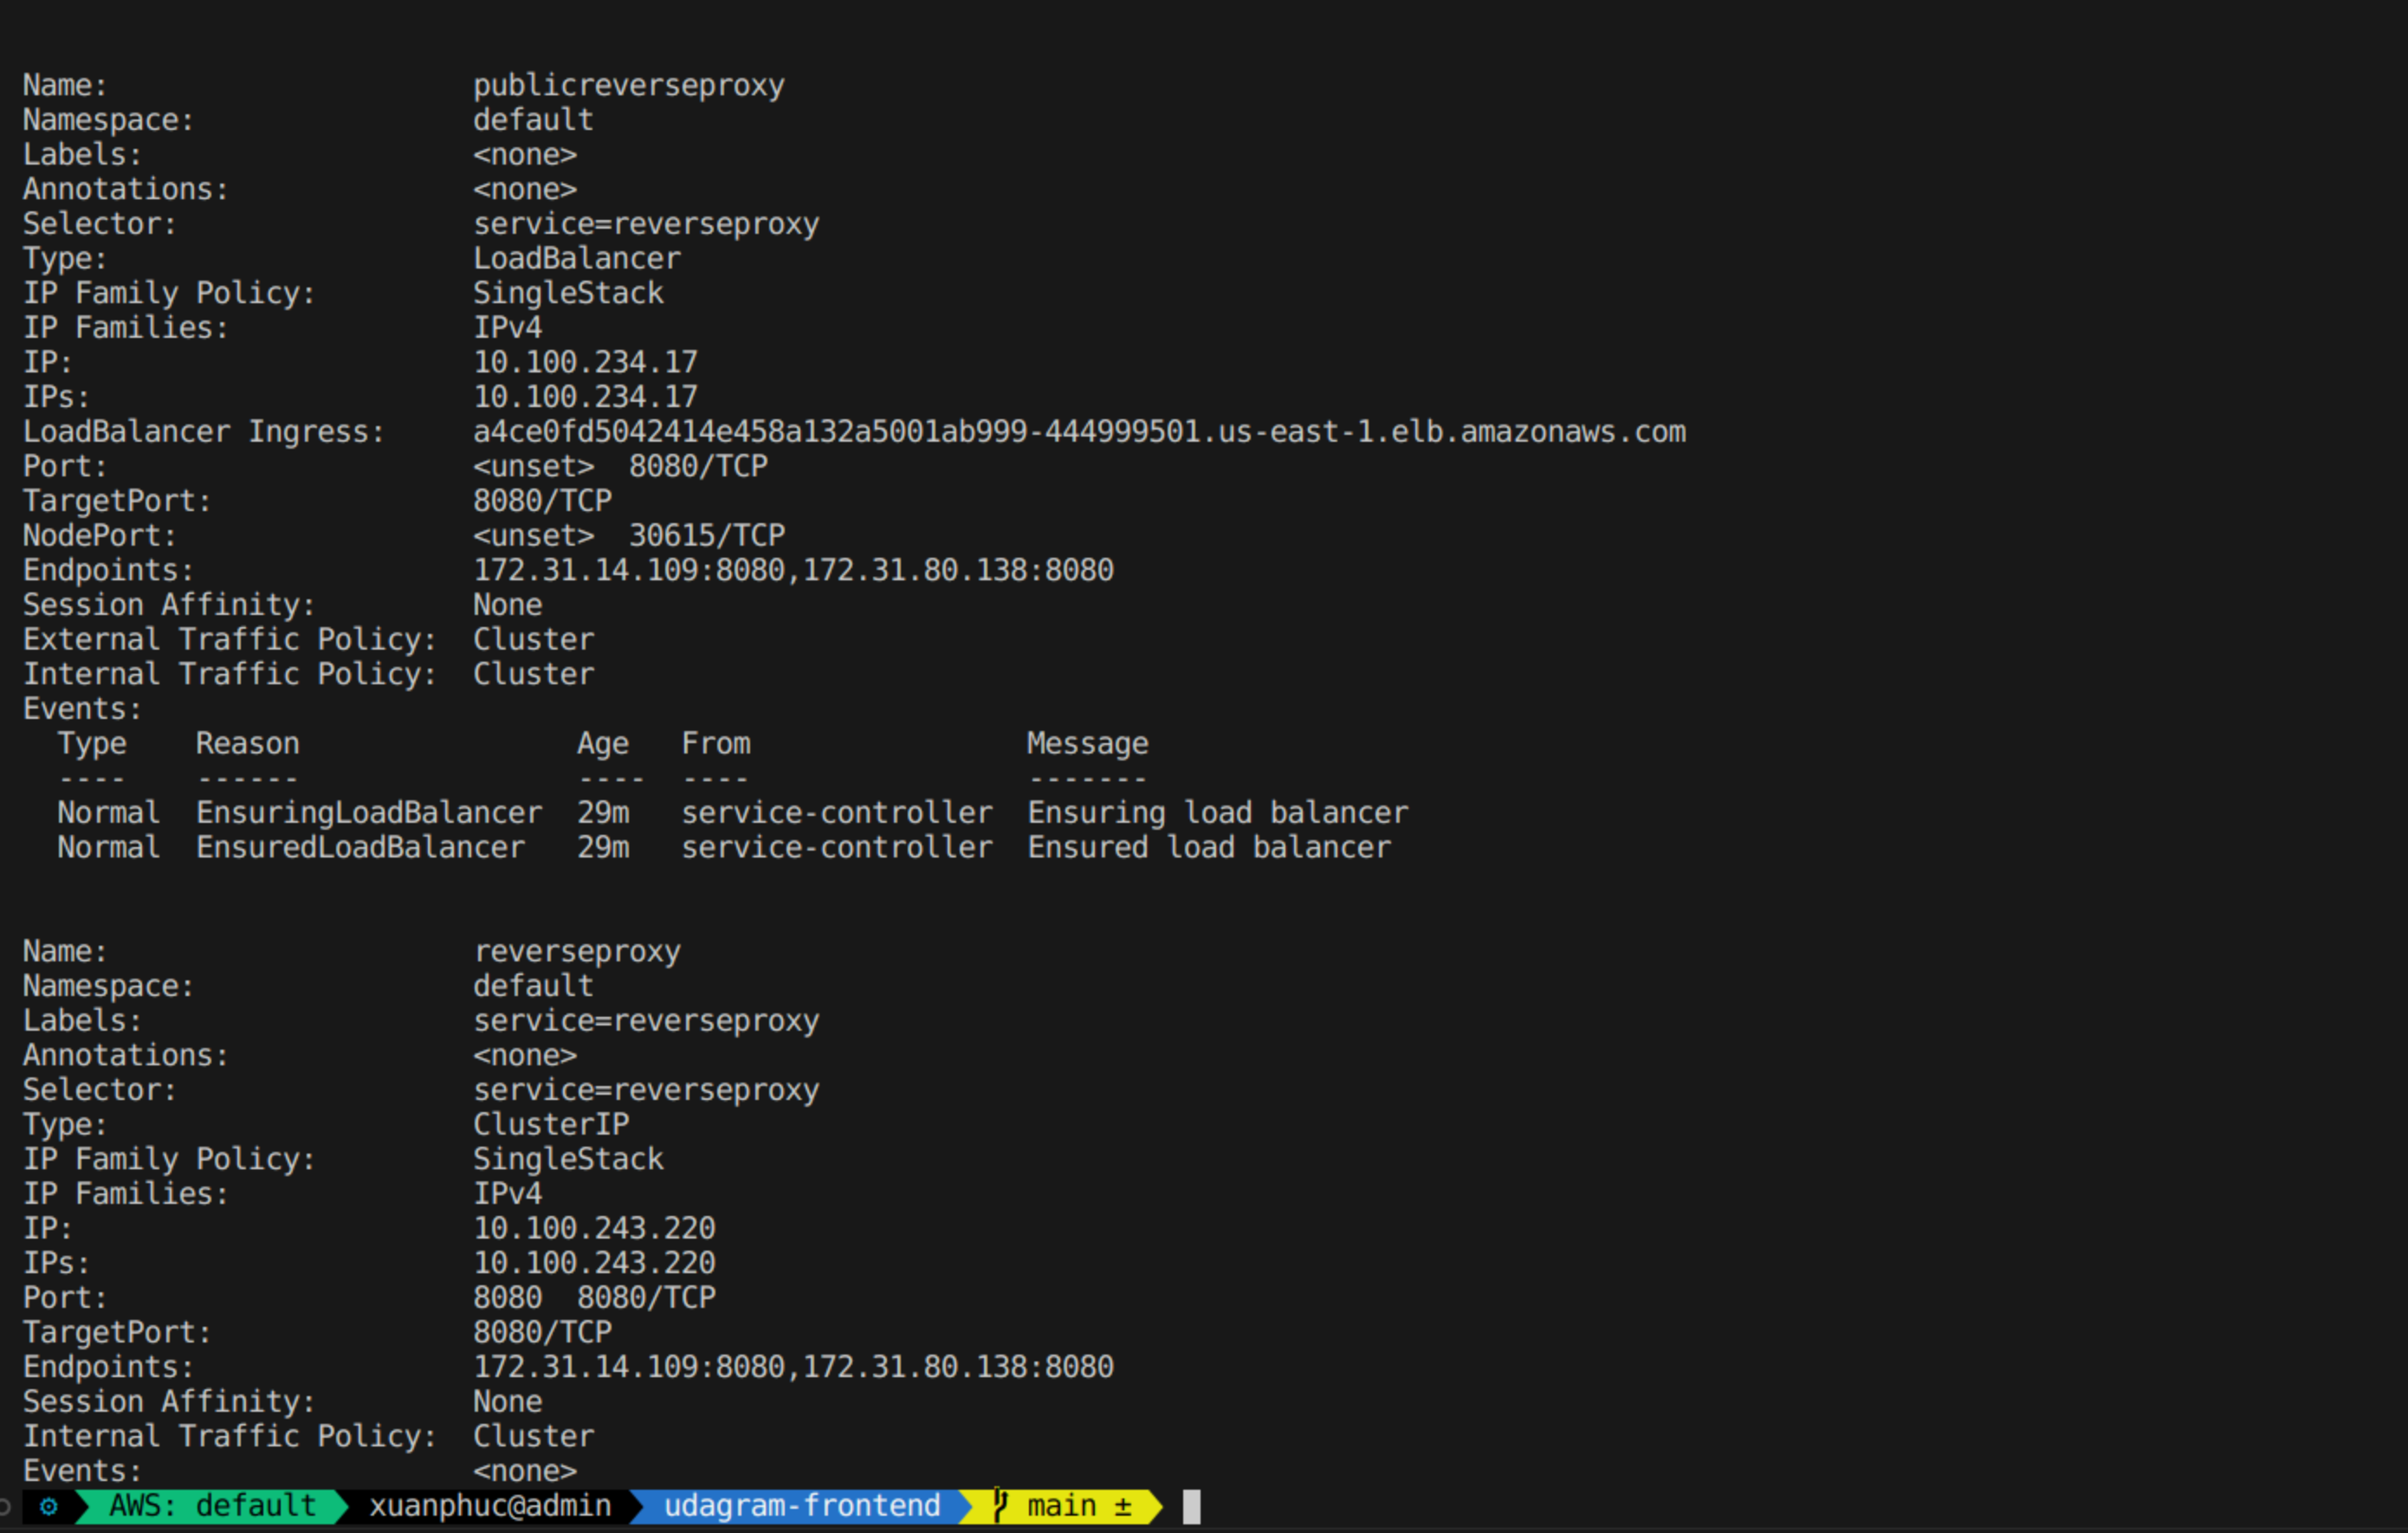 Name:                     publicreverseproxy
Namespace:                default
Labels:                   <none>
Annotations:              <none>
Selector:                 service=reverseproxy
Type:                     LoadBalancer
IP Family Policy:         SingleStack
IP Families:              IPv4
IP:                       10.100.234.17
IPs:                      10.100.234.17
LoadBalancer Ingress:     a4ce0fd5042414e458a132a5001ab999-444999501.us-east-1.elb.amazonaws.com
Port:                     <unset>  8080/TCP
TargetPort:               8080/TCP
NodePort:                 <unset>  30615/TCP
Endpoints:                172.31.14.109:8080,172.31.80.138:8080
Session Affinity:         None
External Traffic Policy:  Cluster
Internal Traffic Policy:  Cluster
Events:
  Type    Reason                Age   From                Message
  ----    ------                ----  ----                -------
  Normal  EnsuringLoadBalancer  29m   service-controller  Ensuring load balancer
  Normal  EnsuredLoadBalancer   29m   service-controller  Ensured load balancer
Name:                     reverseproxy
Namespace:                default
Labels:                   service=reverseproxy
Annotations:              <none>
Selector:                 service=reverseproxy
Type:                     ClusterIP
IP Family Policy:         SingleStack
IP Families:              IPv4
IP:                       10.100.243.220
IPs:                      10.100.243.220
Port:                     8080  8080/TCP
TargetPort:               8080/TCP
Endpoints:                172.31.14.109:8080,172.31.80.138:8080
Session Affinity:         None
Internal Traffic Policy:  Cluster
Events:                   <none>
AWS: default xuanphuc@admin udagram-frontend main ±